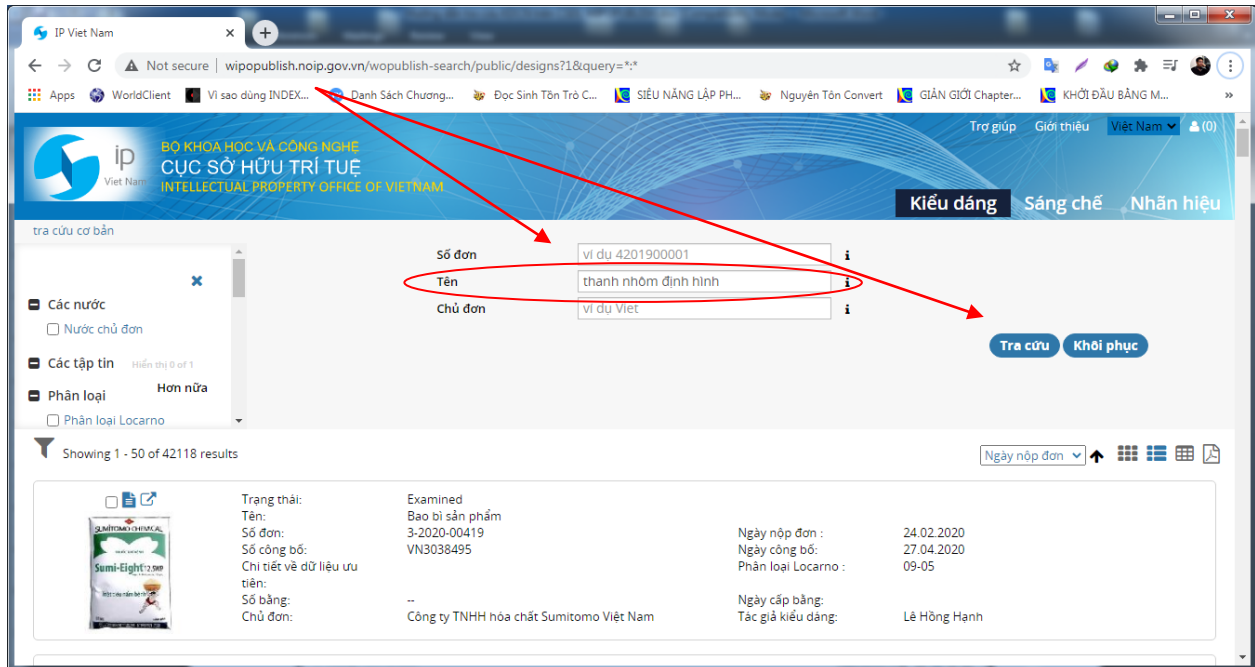 IP Viet Nam
Not secure | wipopublish.noip.gov.vn/wopublish-search/public/designs?1&query=*:*
Apps WorldClient Vì sao dùng INDEX... Danh Sách Chương... Đọc Sinh Tồn Trò C... SIÊU NĂNG LẬP PH... Nguyên Tôn Convert GIÀN GIỚI Chapter... KHỞI ĐẦU BẰNG M... »
Trợ giúp Giới thiệu Việt Nam (0)
ip
Viet Nam
BỘ KHOA HỌC VÀ CÔNG NGHỆ
CỤC SỞ HỮU TRÍ TUỆ
INTELLECTUAL PROPERTY OFFICE OF VIETNAM
Kiểu dáng Sáng chế Nhãn hiệu
tra cứu cơ bản
Số đơn ví dụ 4201900001 i
Tên thanh nhôm định hình i
Chủ đơn ví dụ Viet i
Các nước
Nước chủ đơn
Các tập tin Hiển thị 0 of 1
Hơn nữa
Phân loại
Phân loại Locarno
Tra cứu Khôi phục
Showing 1 - 50 of 42118 results
Ngày nộp đơn
SUMITOMO CHEMICAL
Sumi-Eight 12.5WP
Trạng thái: Examined
Tên: Bao bì sản phẩm
Số đơn: 3-2020-00419 Ngày nộp đơn : 24.02.2020
Số công bố: VN3038495 Ngày công bố: 27.04.2020
Chi tiết về dữ liệu ưu Phân loại Locarno : 09-05
tiên:
Số bằng: -- Ngày cấp bằng:
Chủ đơn: Công ty TNHH hóa chất Sumitomo Việt Nam Tác giả kiểu dáng: Lê Hồng Hạnh